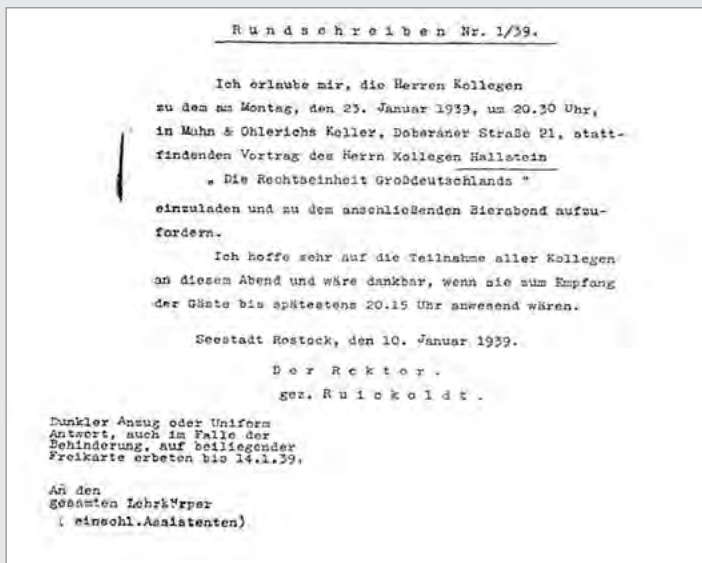 R u n d s c h r e i b e n  Nr. 1/39.
Ich erlaube mir, die Herren Kollegen
zu dem am Montag, den 23. Januar 1939, um 20.30 Uhr,
in Mahn & Ohlerichs Keller, Doberaner Straße 21, statt-
findenden Vortrag des Herrn Kollegen Hallstein
„ Die Rechtseinheit Großdeutschlands "
einzuladen und zu dem anschließenden Bierabend aufzu-
fordern.
Ich hoffe sehr auf die Teilnahme aller Kollegen
an diesem Abend und wäre dankbar, wenn sie zum Empfang
der Gäste bis spätestens 20.15 Uhr anwesend wären.
Seestadt Rostock, den 10. Januar 1939.
D e r  R e k t o r .
gez. R u i c k o l d t .
Dunkler Anzug oder Uniform
Antwort, auch im Falle der
Behinderung, auf beiliegender
Freikarte erbeten bis 14.1.39.
An den
gesamten Lehrkörper
( einschl.Assistenten)